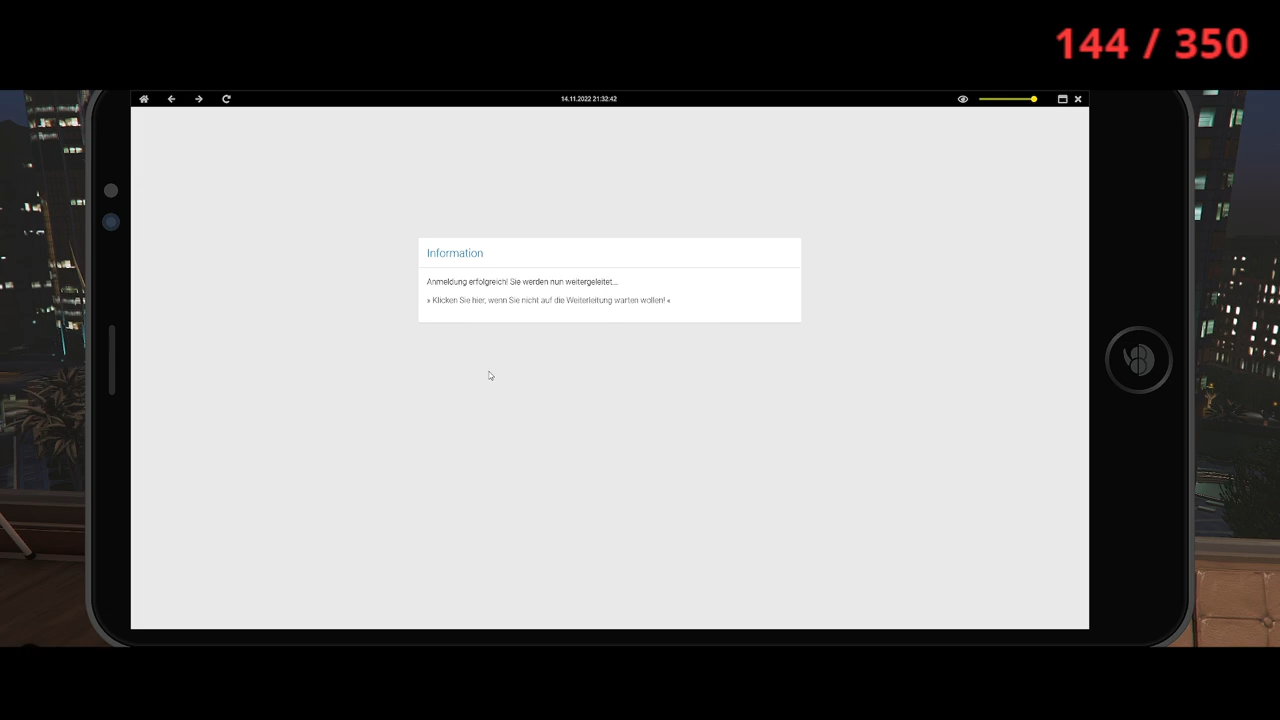 144 / 350
14.11.2022 21:32:42
Information
Anmeldung erfolgreich! Sie werden nun weitergeleitet...
» Klicken Sie hier, wenn Sie nicht auf die Weiterleitung warten wollen! «